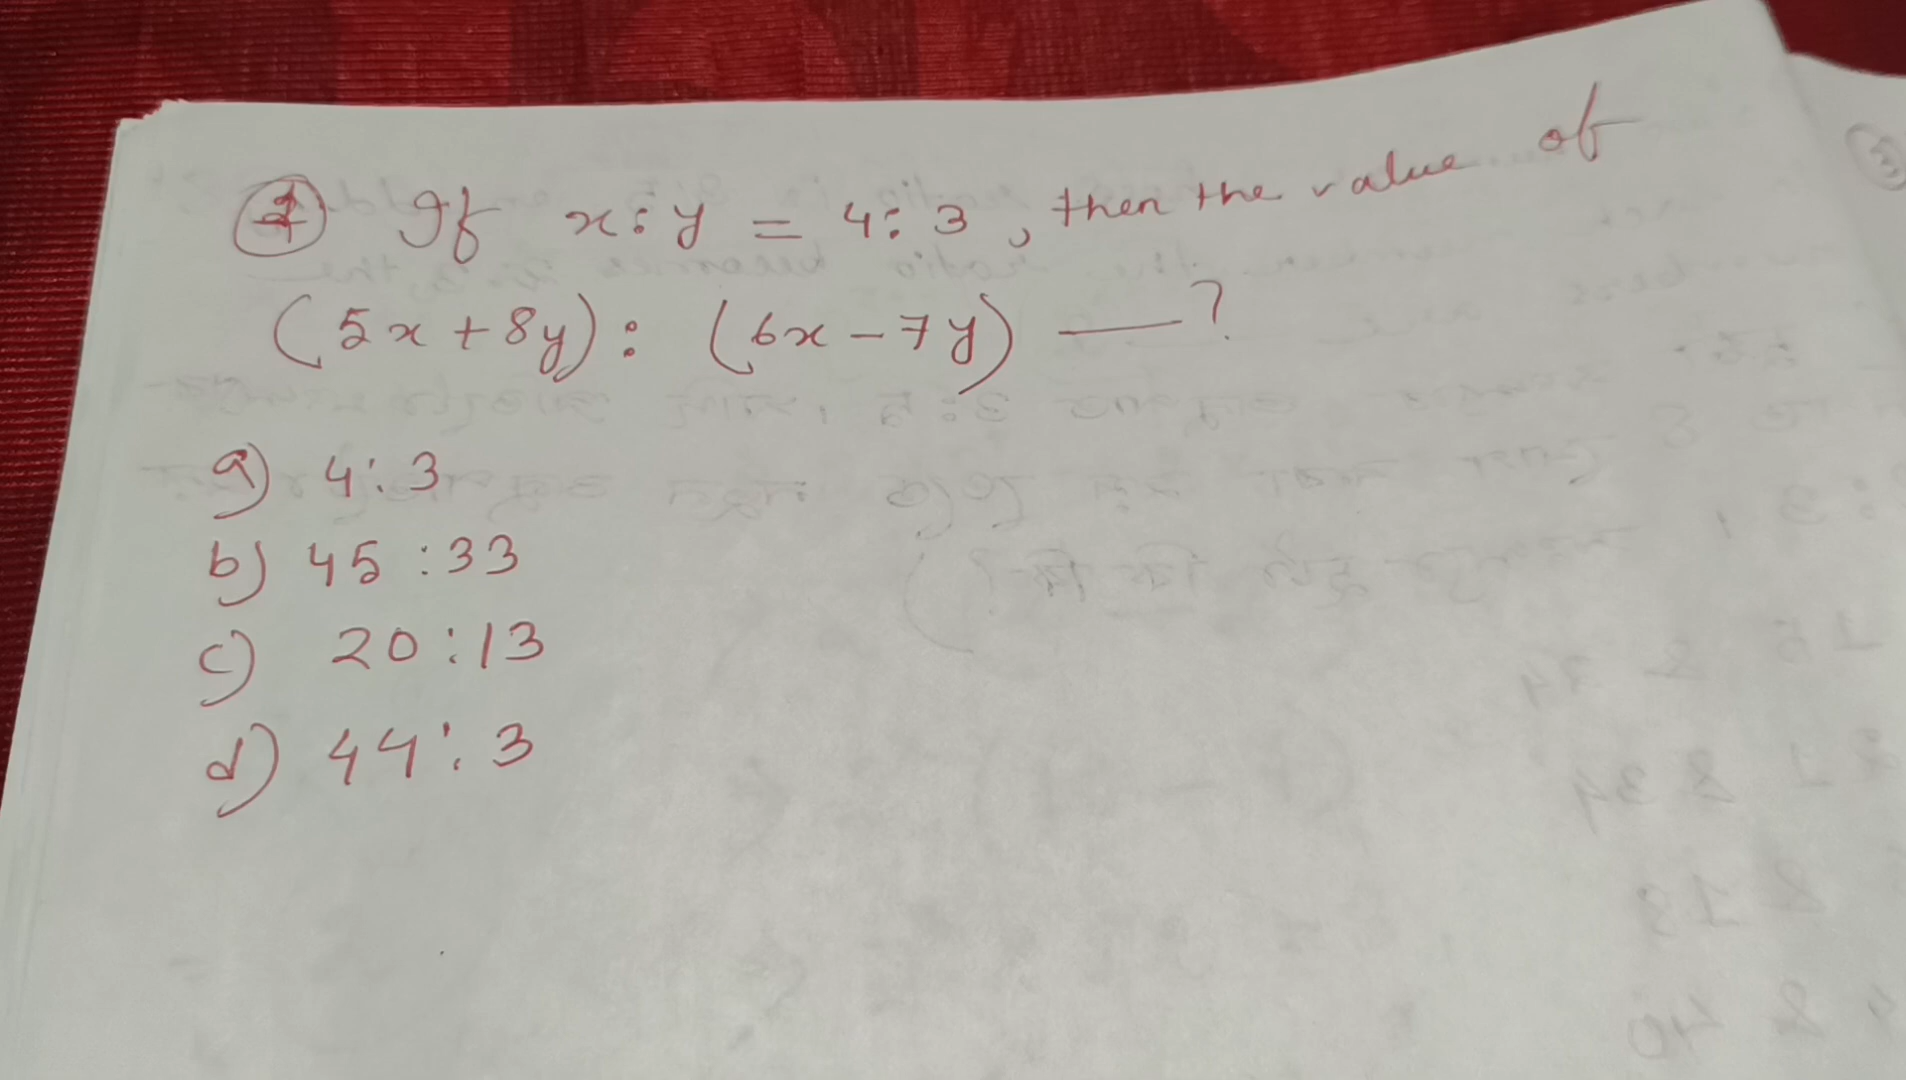 If x:y = 4:3, then the value of
(5x+8y): (6x-7y) —?
a) 4:3
b) 45:33
c) 20:13
d) 44:3